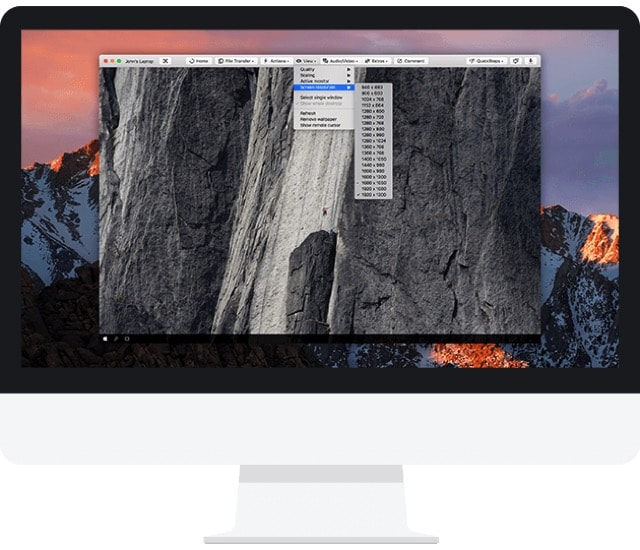 John's Laptop
Home
File Transfer
Actions
View
Audio/Video
Extras
Comment
QuickSteps
Quality
Scaling
Active monitor
Screen resolution
Select single window
Show whole desktop
Refresh
Remove wallpaper
Show remote cursor
800 x 600
1024 x 768
1152 x 864
1280 x 600
1280 x 720
1280 x 768
1280 x 800
1280 x 1024
1360 x 768
1366 x 768
1400 x 1050
1440 x 900
1600 x 900
1600 x 1200
1680 x 1050
1920 x 1080
1920 x 1200